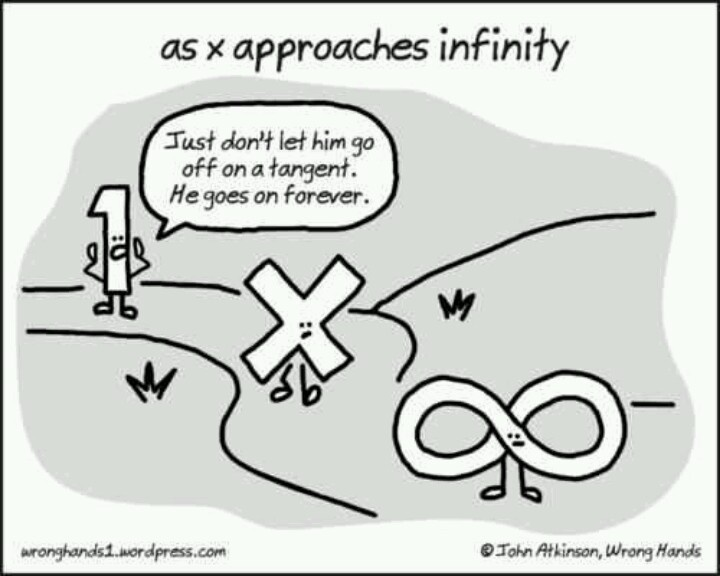 as x approaches infinity
Just don't let him go
off on a tangent.
He goes on forever.
1
x
∞
wronghands1.wordpress.com
©John Atkinson, Wrong Hands